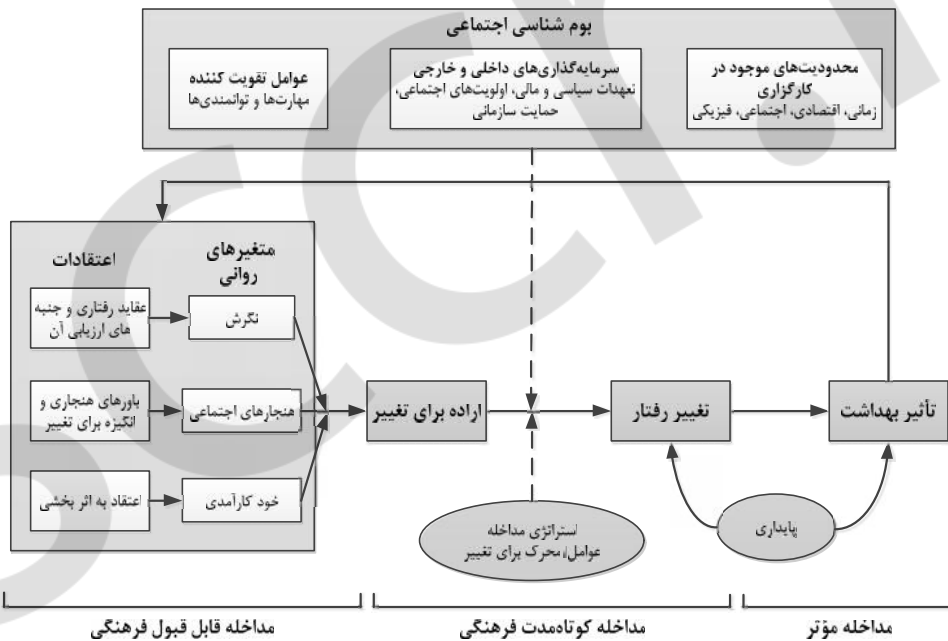 بوم شناسی اجتماعی
محدودیت‌های موجود در
کارگزاری
زمانی، اقتصادی، اجتماعی، فیزیکی
سرمایه‌گذاری‌های داخلی و خارجی
تعهدات سیاسی و مالی، اولویت‌های اجتماعی،
حمایت سازمانی
عوامل تقویت کننده
مهارت‌ها و توانمندی‌ها
متغیرهای
روانی
اعتقادات
عقاید رفتاری و جنبه
های ارزیابی آن
نگرش
باورهای هنجاری و
انگیزه برای تغییر
هنجارهای اجتماعی
اعتقاد به اثر بخشی
خود کارآمدی
اراده برای تغییر
تغییر رفتار
تأثیر بهداشت
استراتژی مداخله
عوامل محرک برای تغییر
پایداری
مداخله قابل قبول فرهنگی
مداخله کوتاه‌مدت فرهنگی
مداخله مؤثر